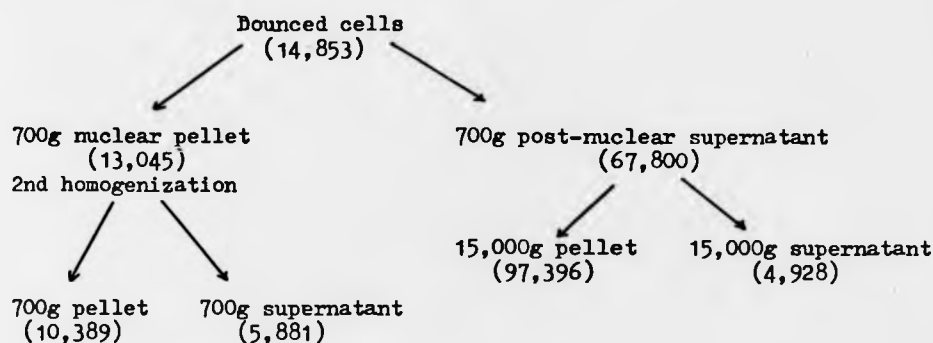 Dounced cells
(14,853)
700g nuclear pellet
(13,045)
2nd homogenization
700g post-nuclear supernatant
(67,800)
15,000g pellet
(97,396)
15,000g supernatant
(4,928)
700g pellet
(10,389)
700g supernatant
(5,881)